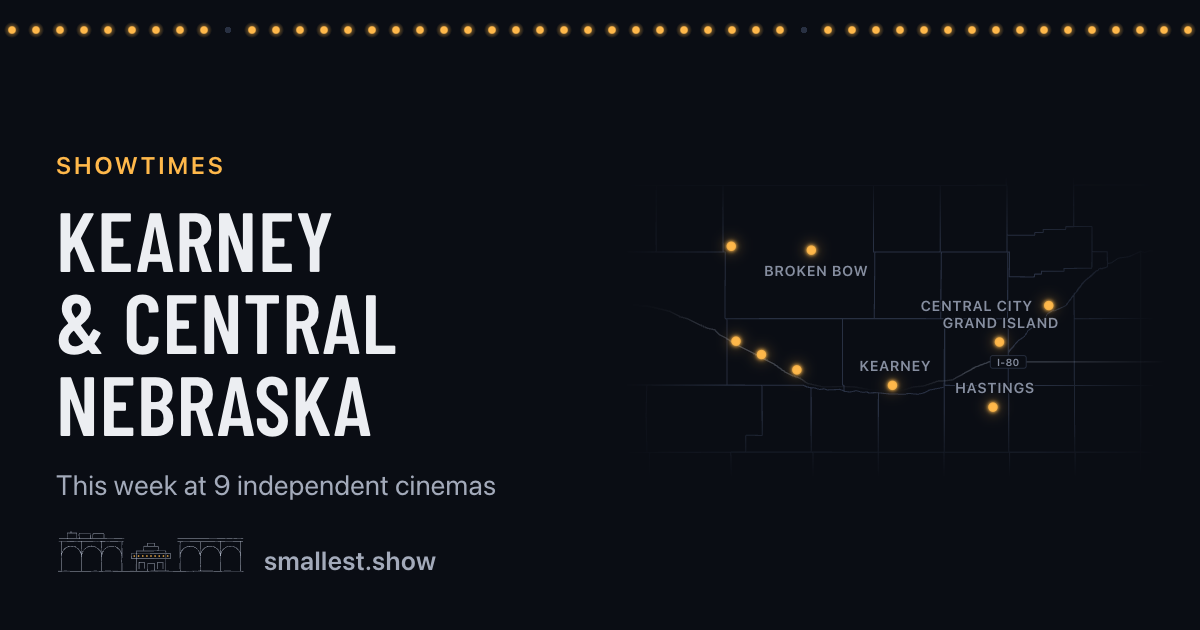 SHOWTIMES
KEARNEY
& CENTRAL
NEBRASKA
This week at 9 independent cinemas
smallest.show
BROKEN BOW
CENTRAL CITY
GRAND ISLAND
I-80
KEARNEY
HASTINGS